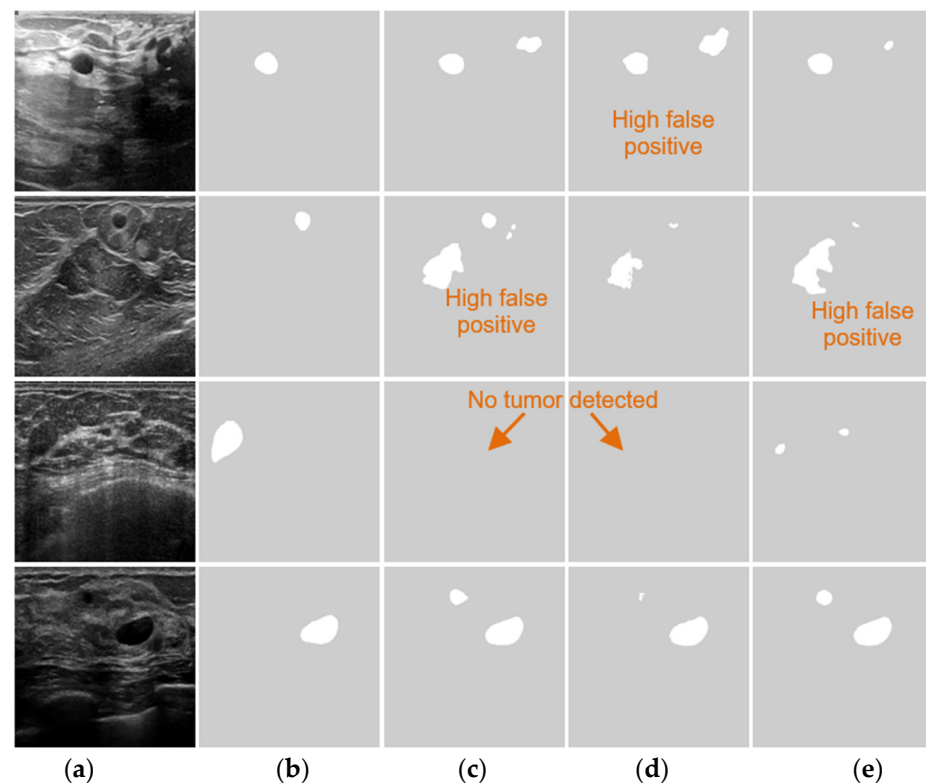 High false
positive
High false
positive
High false
positive
No tumor detected
(a) (b) (c) (d) (e)